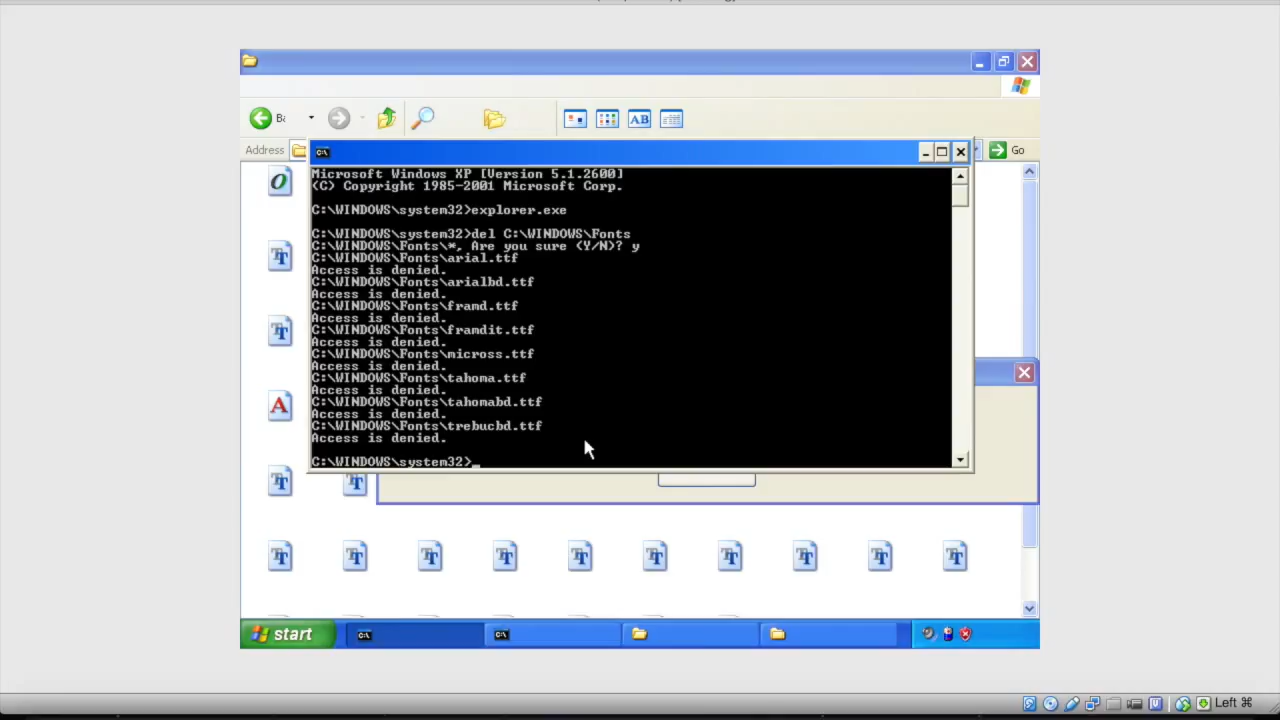 Ba
Address
Go
Microsoft Windows XP [Version 5.1.2600]
(C) Copyright 1985-2001 Microsoft Corp.
C:\WINDOWS\system32>explorer.exe
C:\WINDOWS\system32>del C:\WINDOWS\Fonts
C:\WINDOWS\Fonts\*, Are you sure (Y/N)? y
C:\WINDOWS\Fonts\arial.ttf
Access is denied.
C:\WINDOWS\Fonts\arialbd.ttf
Access is denied.
C:\WINDOWS\Fonts\framd.ttf
Access is denied.
C:\WINDOWS\Fonts\framdit.ttf
Access is denied.
C:\WINDOWS\Fonts\micross.ttf
Access is denied.
C:\WINDOWS\Fonts\tahoma.ttf
Access is denied.
C:\WINDOWS\Fonts\tahomabd.ttf
Access is denied.
C:\WINDOWS\Fonts\trebucbd.ttf
Access is denied.
C:\WINDOWS\system32>_
start
Left ⌘